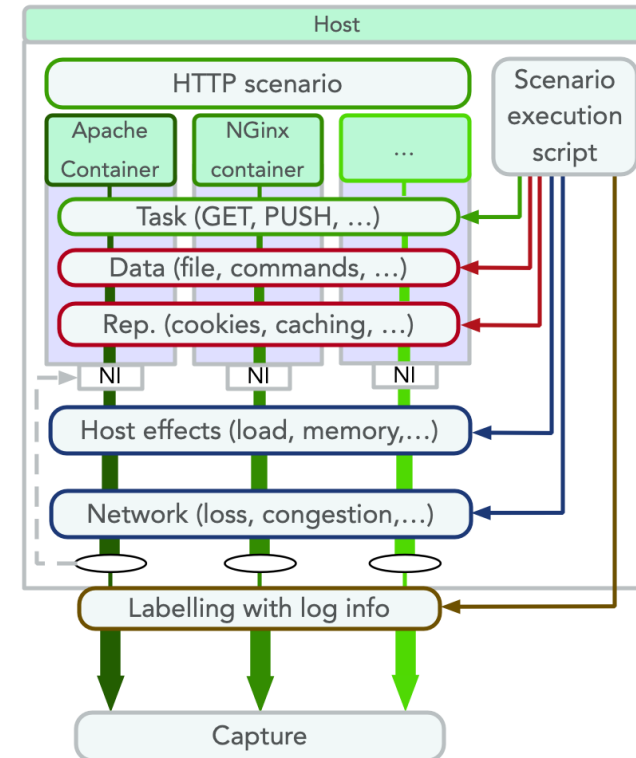 Host
HTTP scenario
Scenario
execution
script
Apache
Container
NGinx
container
...
Task (GET, PUSH, ...)
Data (file, commands, ...)
Rep. (cookies, caching, ...)
NI
NI
NI
Host effects (load, memory,...)
Network (loss, congestion,...)
Labelling with log info
Capture